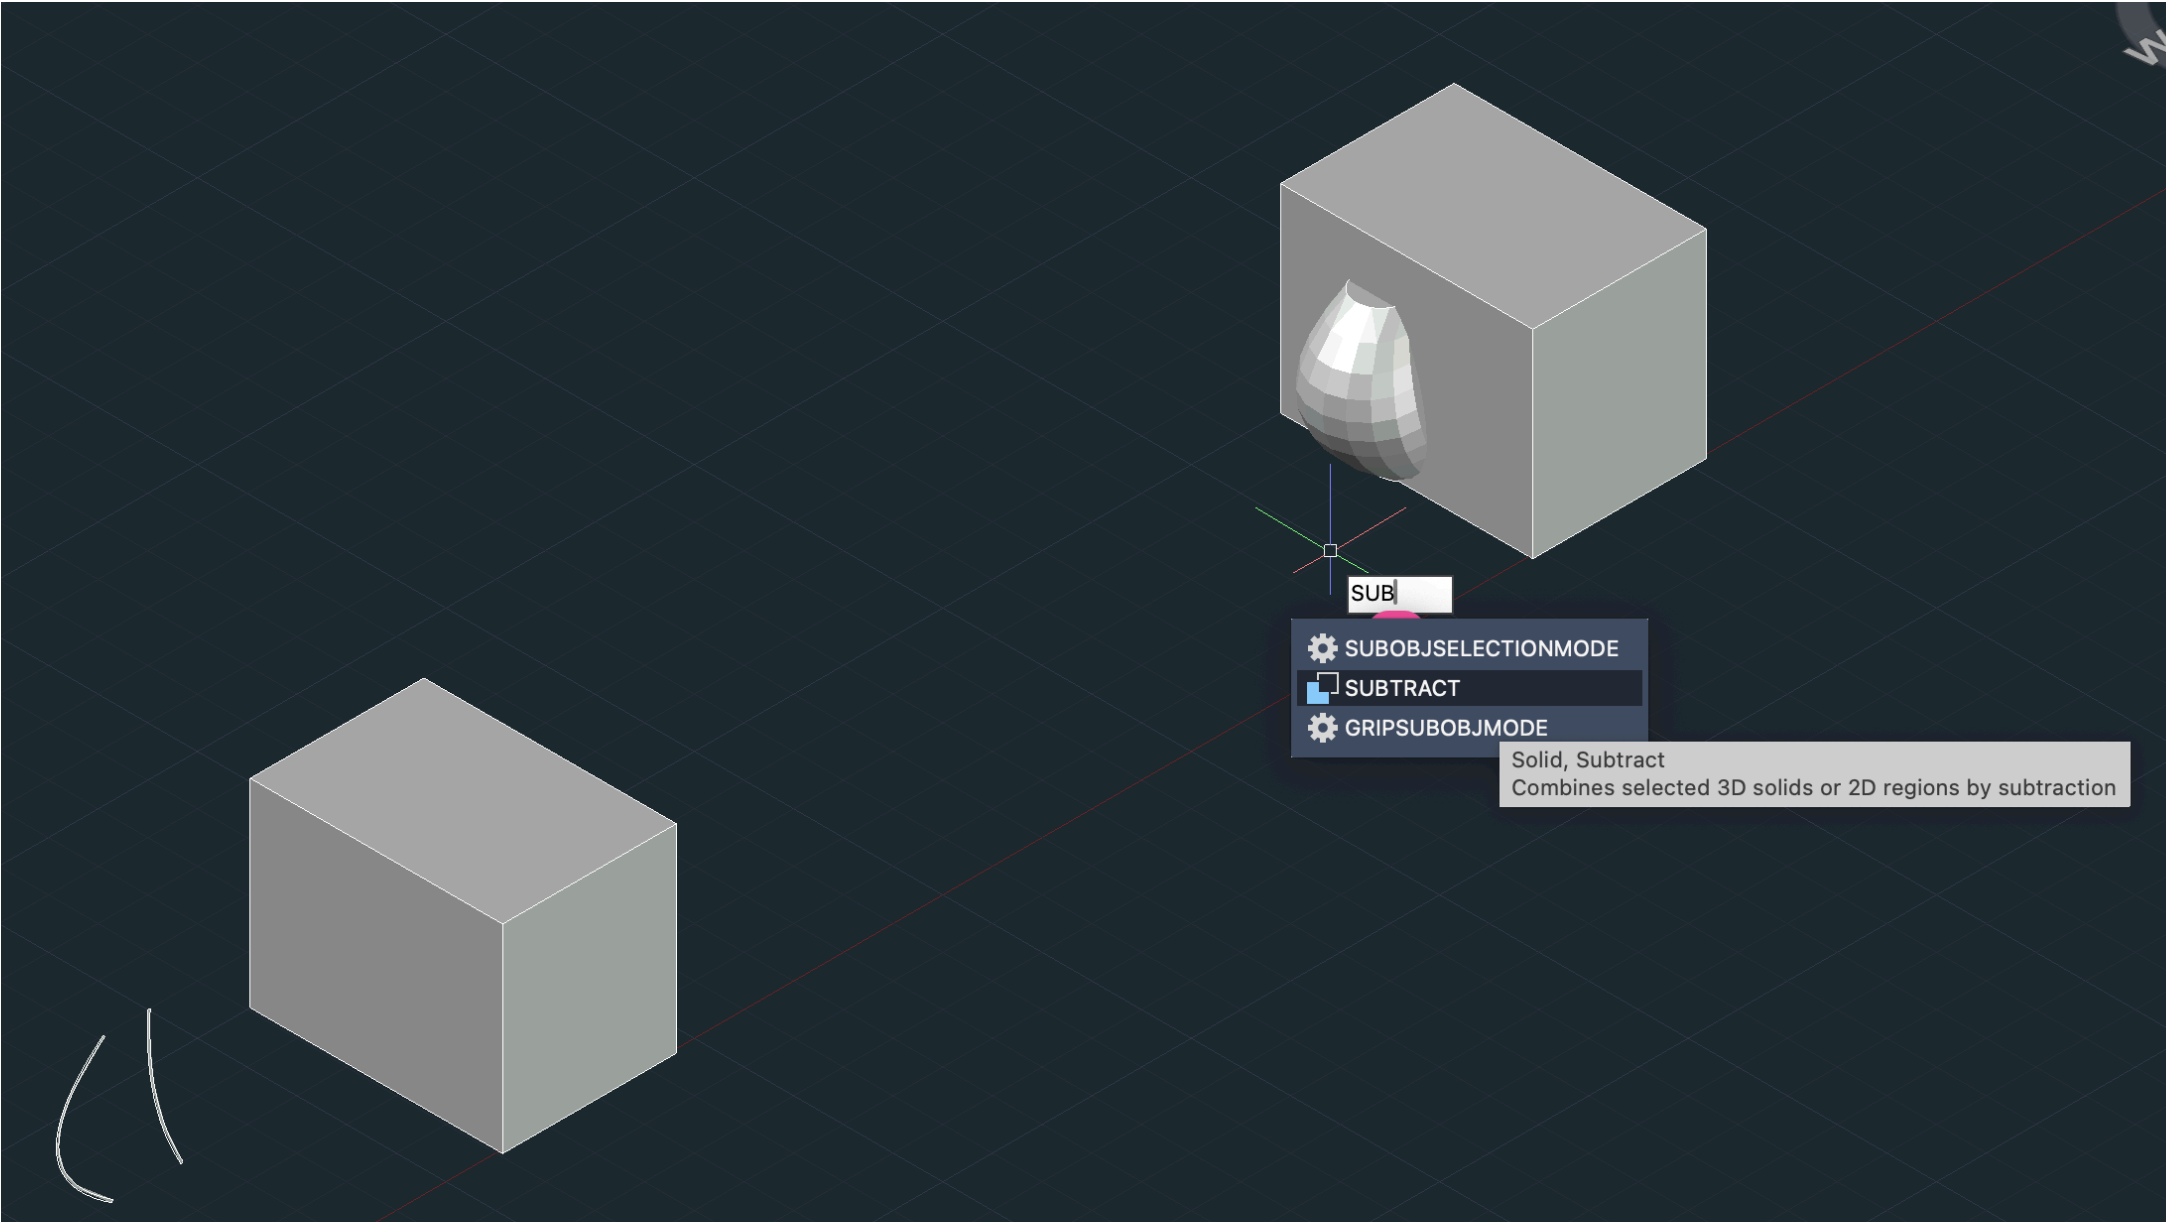 W
SUB
SUBOBJSELECTIONMODE
SUBTRACT
GRIPSUBOBJMODE
Solid, Subtract
Combines selected 3D solids or 2D regions by subtraction